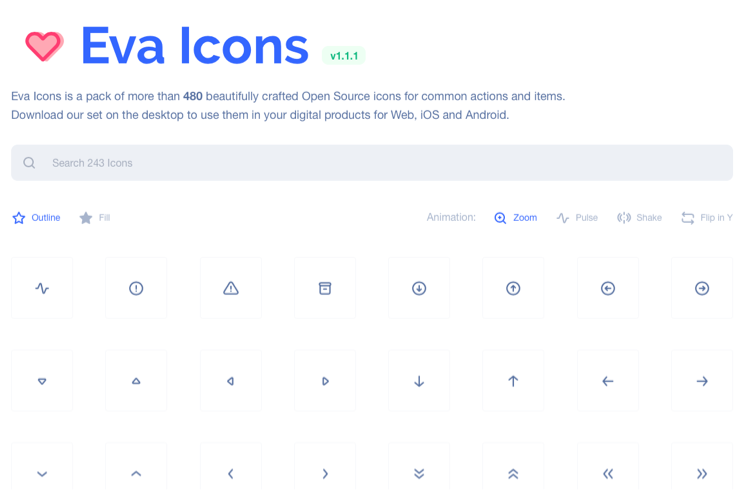 Eva Icons v1.1.1
Eva Icons is a pack of more than 480 beautifully crafted Open Source icons for common actions and items.
Download our set on the desktop to use them in your digital products for Web, iOS and Android.
Search 243 Icons
Outline Fill Animation: Zoom Pulse Shake Flip in Y